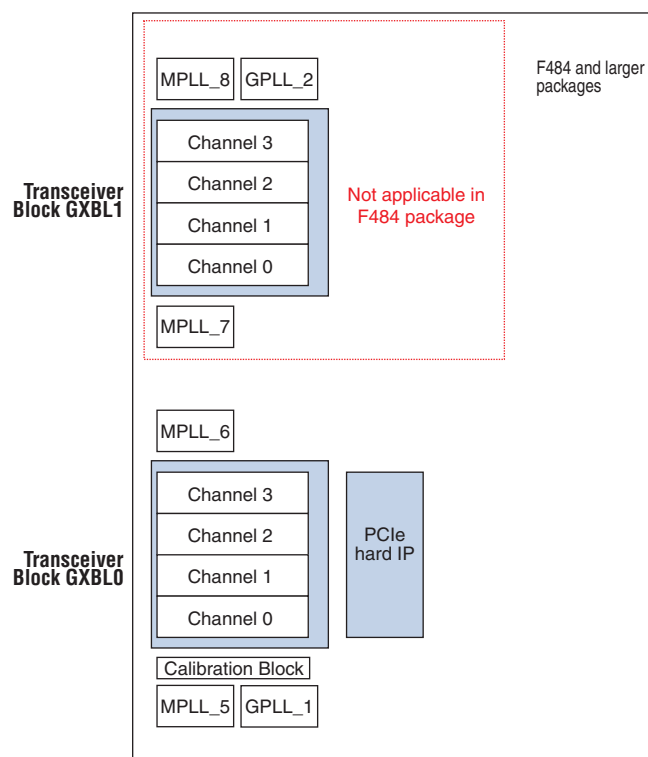 F484 and larger
packages
MPLL_8
GPLL_2
Channel 3
Channel 2
Channel 1
Channel 0
Transceiver
Block GXBL1
Not applicable in
F484 package
MPLL_7
MPLL_6
Channel 3
Channel 2
Channel 1
Channel 0
Transceiver
Block GXBL0
PCIe
hard IP
Calibration Block
MPLL_5
GPLL_1